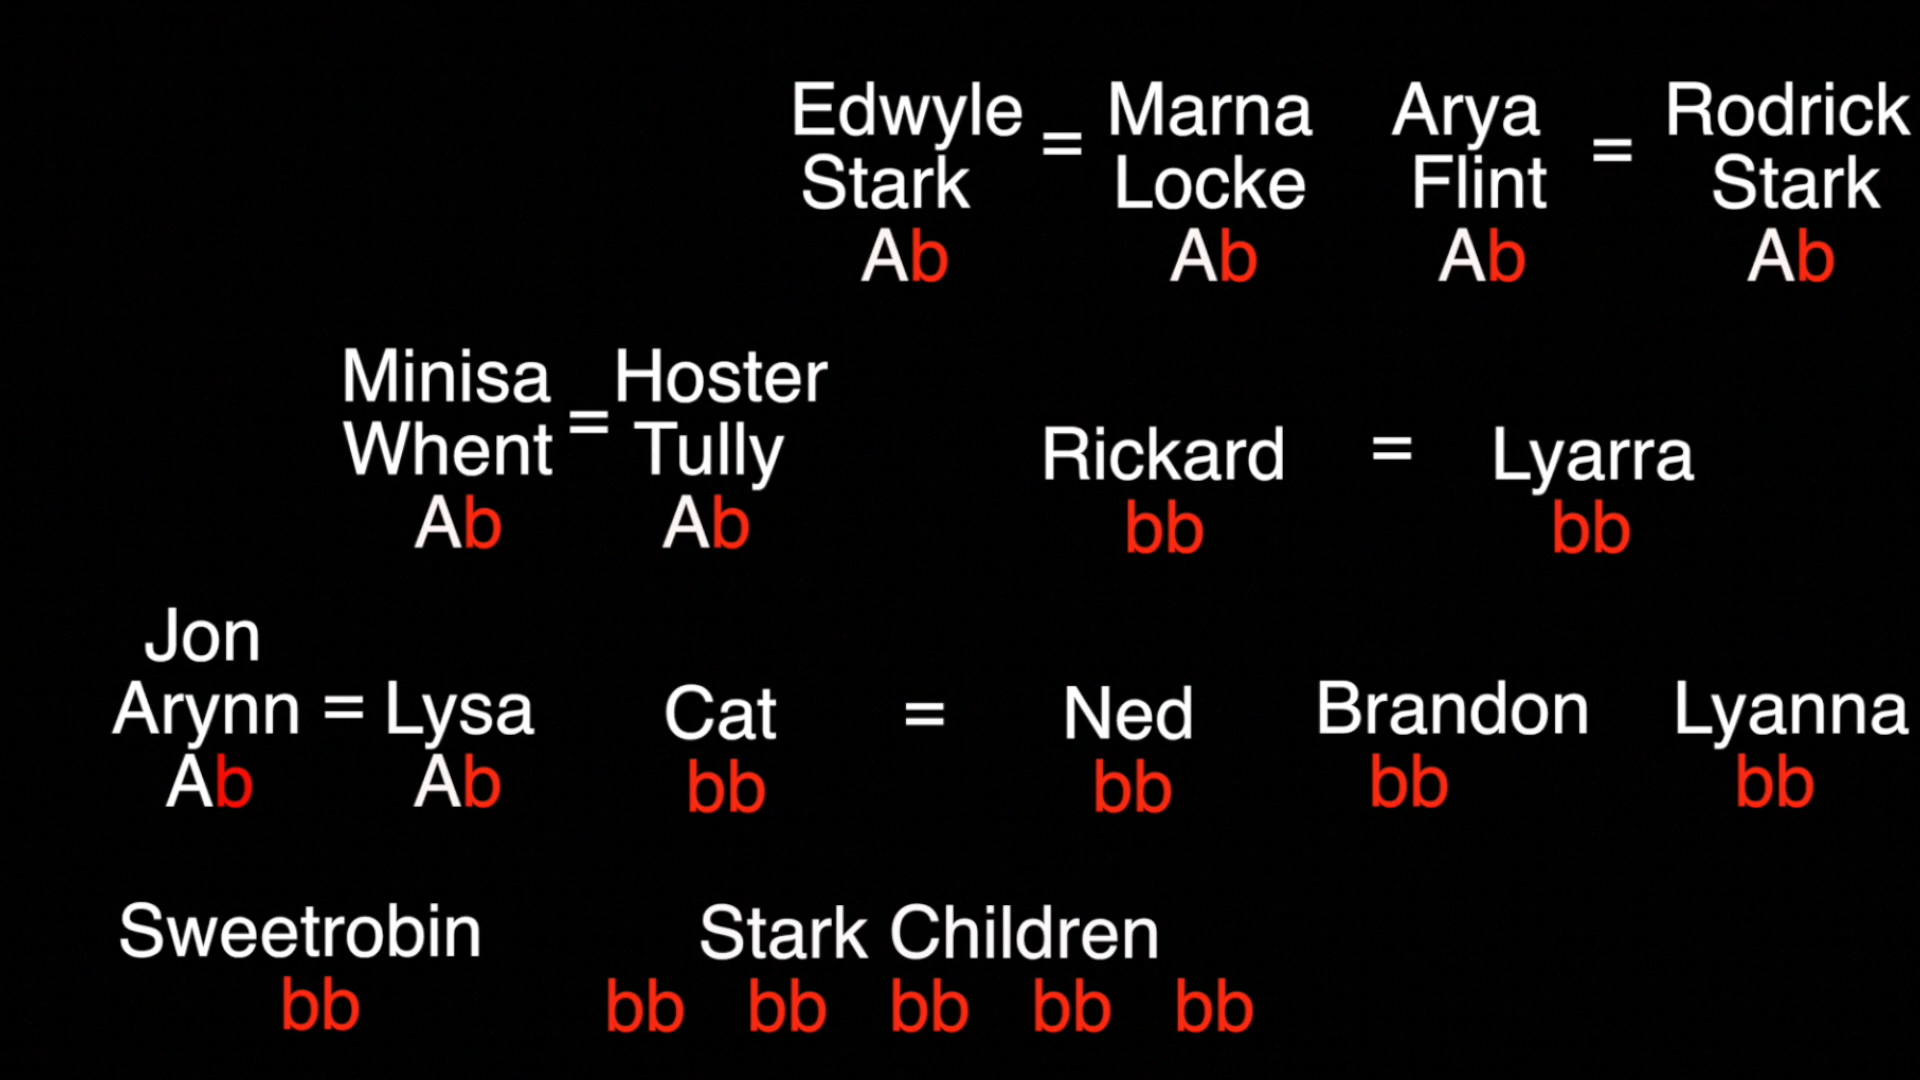 Edwyle = Marna Arya = Rodrick
Stark Locke Flint Stark
Ab Ab Ab Ab
Minisa = Hoster
Whent Tully
Ab Ab
Rickard = Lyarra
bb bb
Jon
Arynn = Lysa Cat = Ned Brandon Lyanna
Ab Ab bb bb bb bb
Sweetrobin Stark Children
bb bb bb bb bb bb